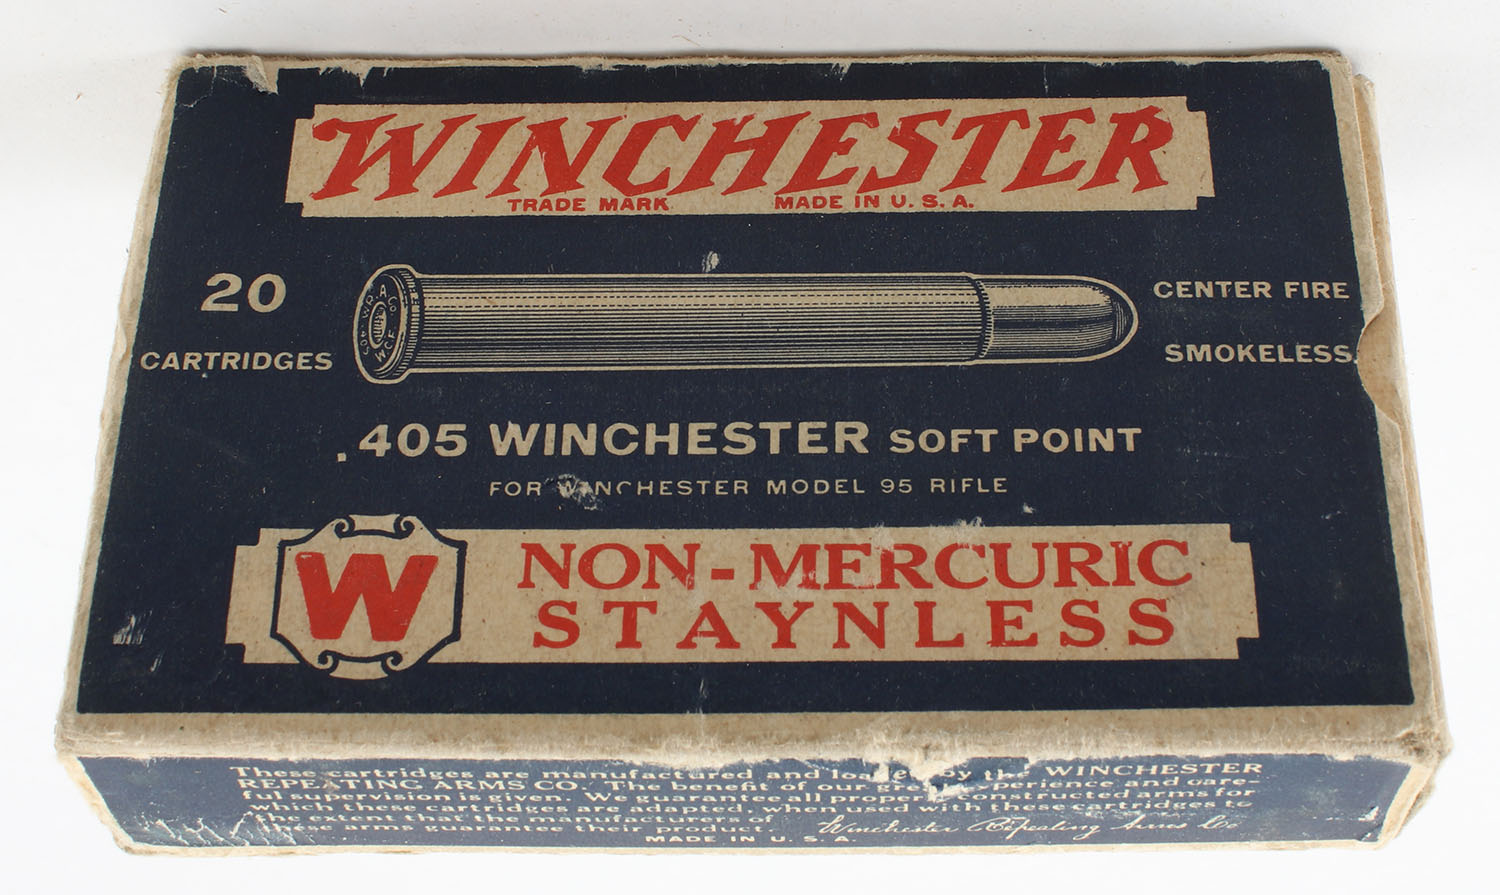 WINCHESTER
TRADE MARK MADE IN U.S.A.
20
CARTRIDGES
W.R.A. Co.
.405 W.C.F.
CENTER FIRE
SMOKELESS
.405 WINCHESTER SOFT POINT
FOR WINCHESTER MODEL 95 RIFLE
W
NON-MERCURIC
STAYNLESS
These cartridges are manufactured and loaded by the WINCHESTER
REPEATING ARMS CO. The benefit of our great experience and care-
ful supervision is given. We guarantee all properly constructed arms for
which these cartridges are adapted, when used with these cartridges to
the extent that the manufacturers of
these arms guarantee their product. Winchester Repeating Arms Co
MADE IN U.S.A.